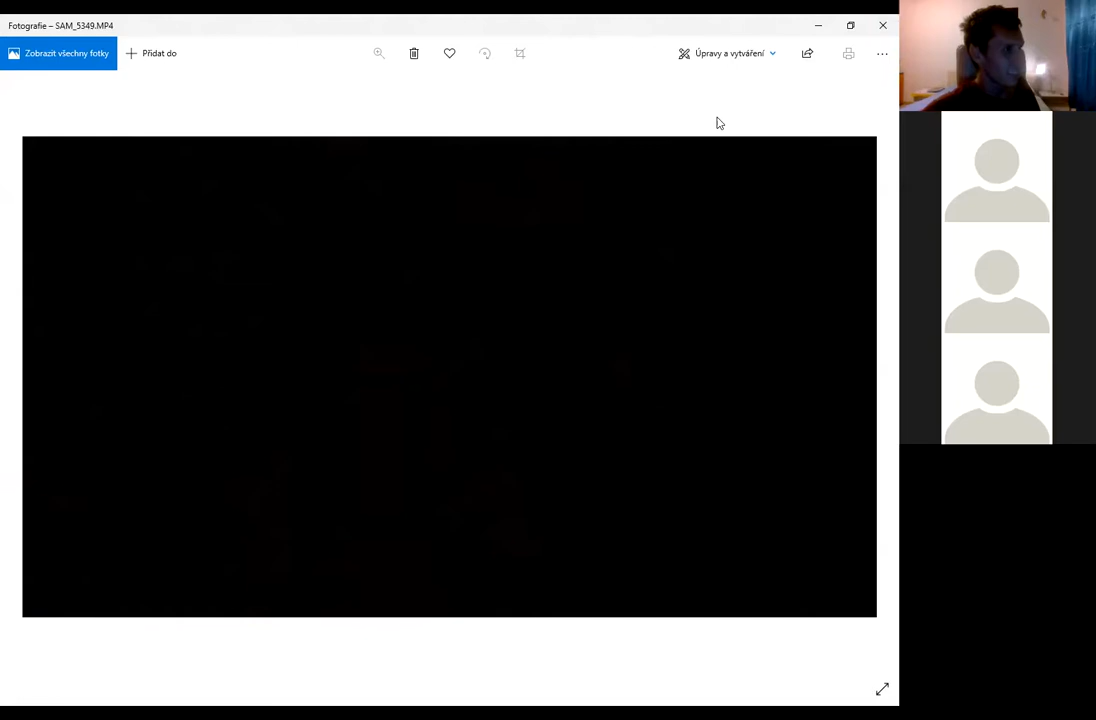 Fotografie – SAM_5349.MP4
Zobrazit všechny fotky
Přidat do
Úpravy a vytváření